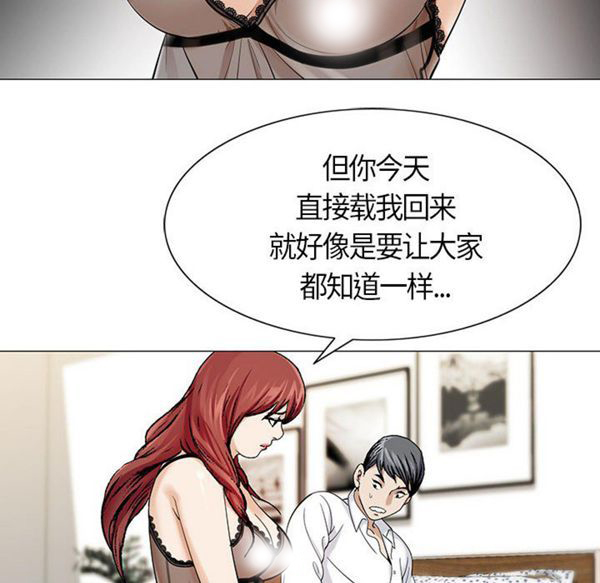 但你今天
直接载我回来
就好像是要让大家
都知道一样...